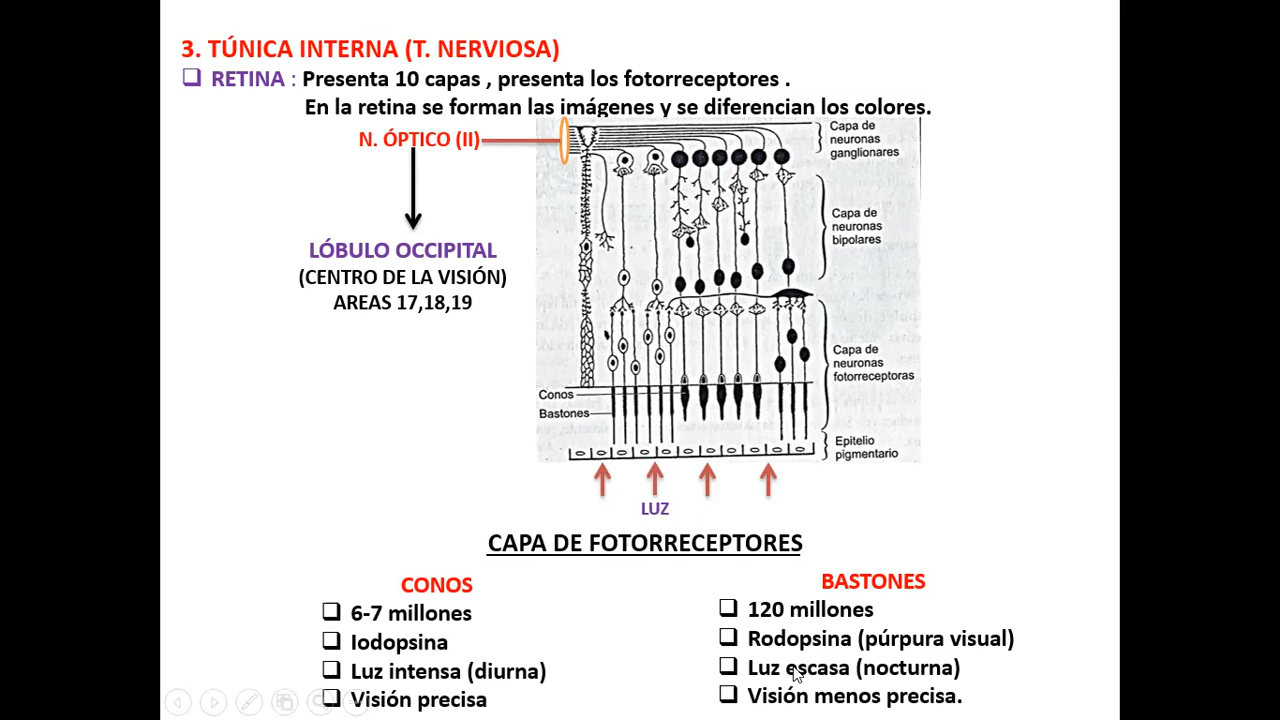 3. TÚNICA INTERNA (T. NERVIOSA)
❑ RETINA : Presenta 10 capas , presenta los fotorreceptores .
En la retina se forman las imágenes y se diferencian los colores.
N. ÓPTICO (II)
LÓBULO OCCIPITAL
(CENTRO DE LA VISIÓN)
AREAS 17,18,19
Capa de
neuronas
ganglionares
Capa de
neuronas
bipolares
Capa de
neuronas
fotorreceptoras
Conos
Bastones
Epitelio
pigmentario
LUZ
CAPA DE FOTORRECEPTORES
CONOS
❑ 6-7 millones
❑ Iodopsina
❑ Luz intensa (diurna)
❑ Visión precisa
BASTONES
❑ 120 millones
❑ Rodopsina (púrpura visual)
❑ Luz escasa (nocturna)
❑ Visión menos precisa.